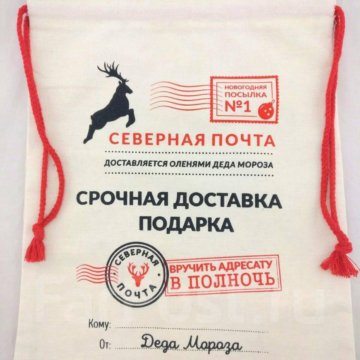 НОВОГОДНЯЯ
ПОСЫЛКА
№1
СЕВЕРНАЯ ПОЧТА
ДОСТАВЛЯЕТСЯ ОЛЕНЯМИ ДЕДА МОРОЗА
СРОЧНАЯ ДОСТАВКА
ПОДАРКА
СЕВЕРНАЯ
ПОЧТА
ВРУЧИТЬ АДРЕСАТУ
В ПОЛНОЧЬ
Кому:
От: Деда Мороза